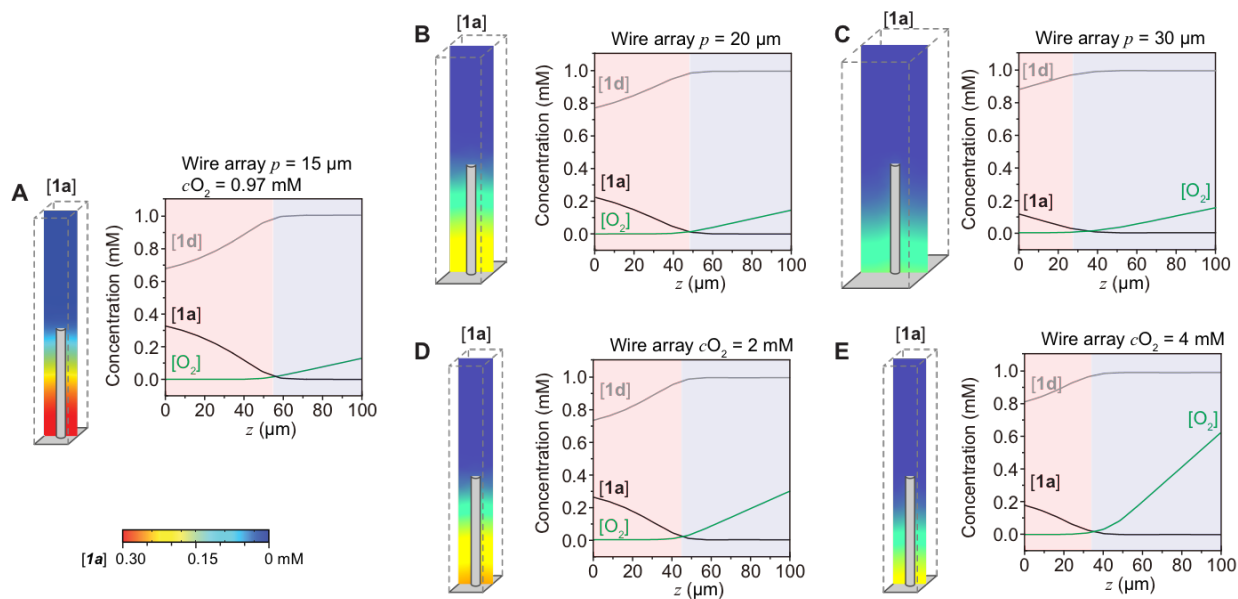 A
[1a]
Wire array p = 15 µm
cO₂ = 0.97 mM
Concentration (mM)
1.0
0.8
0.6
0.4
0.2
0.0
[1d]
[1a]
[O₂]
0 20 40 60 80 100
z (µm)
[1a]
0.30 0.15 0 mM
B
[1a]
Wire array p = 20 µm
Concentration (mM)
1.0
0.8
0.6
0.4
0.2
0.0
[1d]
[1a]
[O₂]
0 20 40 60 80 100
z (µm)
C
[1a]
Wire array p = 30 µm
Concentration (mM)
1.0
0.8
0.6
0.4
0.2
0.0
[1d]
[1a]
[O₂]
0 20 40 60 80 100
z (µm)
D
[1a]
Wire array cO₂ = 2 mM
Concentration (mM)
1.0
0.8
0.6
0.4
0.2
0.0
[1d]
[1a]
[O₂]
0 20 40 60 80 100
z (µm)
E
[1a]
Wire array cO₂ = 4 mM
Concentration (mM)
1.0
0.8
0.6
0.4
0.2
0.0
[1d]
[1a]
[O₂]
0 20 40 60 80 100
z (µm)